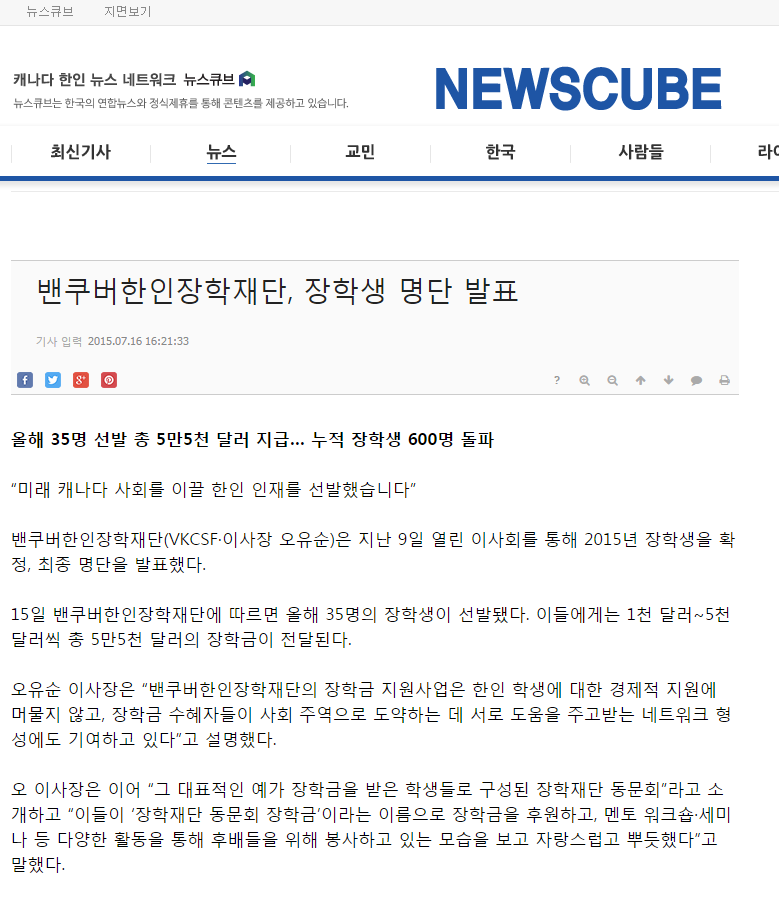 뉴스큐브 지면보기
캐나다 한인 뉴스 네트워크 뉴스큐브
뉴스큐브는 한국의 연합뉴스와 정식제휴를 통해 콘텐츠를 제공하고 있습니다.
NEWSCUBE
최신기사 뉴스 교민 한국 사람들 라이
밴쿠버한인장학재단, 장학생 명단 발표
기사 입력 2015.07.16 16:21:33
올해 35명 선발 총 5만5천 달러 지급... 누적 장학생 600명 돌파
“미래 캐나다 사회를 이끌 한인 인재를 선발했습니다”
밴쿠버한인장학재단(VKCSF·이사장 오유순)은 지난 9일 열린 이사회를 통해 2015년 장학생을 확
정, 최종 명단을 발표했다.
15일 밴쿠버한인장학재단에 따르면 올해 35명의 장학생이 선발됐다. 이들에게는 1천 달러~5천
달러씩 총 5만5천 달러의 장학금이 전달된다.
오유순 이사장은 “밴쿠버한인장학재단의 장학금 지원사업은 한인 학생에 대한 경제적 지원에
머물지 않고, 장학금 수혜자들이 사회 주역으로 도약하는 데 서로 도움을 주고받는 네트워크 형
성에도 기여하고 있다”고 설명했다.
오 이사장은 이어 “그 대표적인 예가 장학금을 받은 학생들로 구성된 장학재단 동문회”라고 소
개하고 “이들이 ‘장학재단 동문회 장학금’이라는 이름으로 장학금을 후원하고, 멘토 워크숍·세미
나 등 다양한 활동을 통해 후배들을 위해 봉사하고 있는 모습을 보고 자랑스럽고 뿌듯했다”고
말했다.